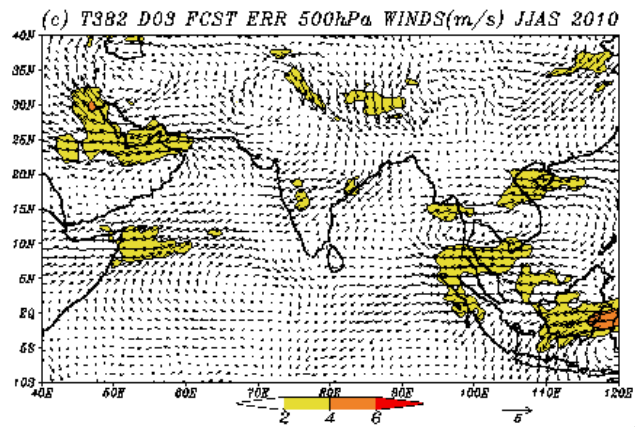 (c) T382 D03 FCST ERR 500hPa WINDS(m/s) JJAS 2010
40N
35N
30N
25N
20N
15N
10N
5N
EQ
5S
10S
40E 50E 60E 70E 80E 90E 100E 110E 120E
2 4 6 5